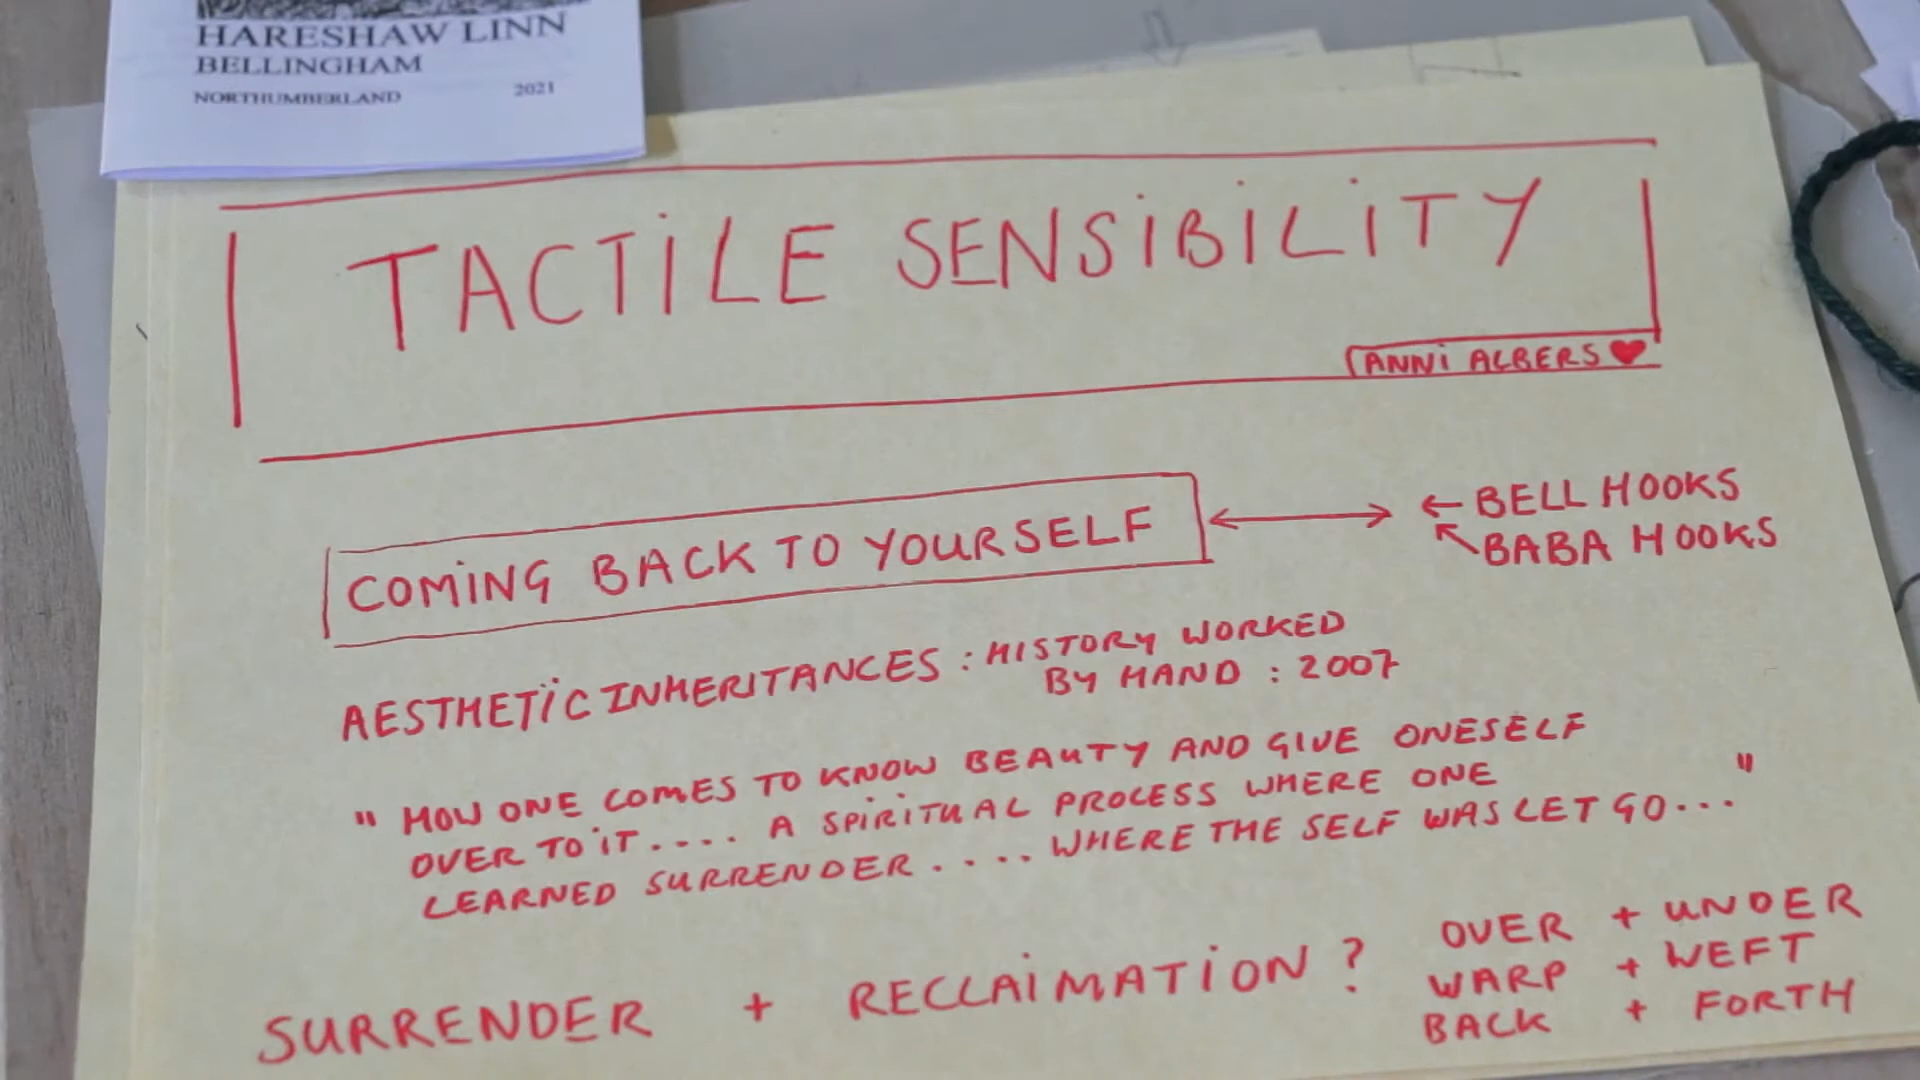 HARESHAW LINN
BELLINGHAM
NORTHUMBERLAND 2021
TACTILE SENSIBILITY
ANNI ALBERS ♥
COMING BACK TO YOURSELF ←→ ← BELL HOOKS
↖ BABA HOOKS
AESTHETIC INHERITANCES : HISTORY WORKED
BY HAND : 2007
" HOW ONE COMES TO KNOW BEAUTY AND GIVE ONESELF
OVER TO IT .... A SPIRITUAL PROCESS WHERE ONE
LEARNED SURRENDER .... WHERE THE SELF WAS LET GO ... "
SURRENDER + RECLAIMATION ?
OVER + UNDER
WARP + WEFT
BACK + FORTH